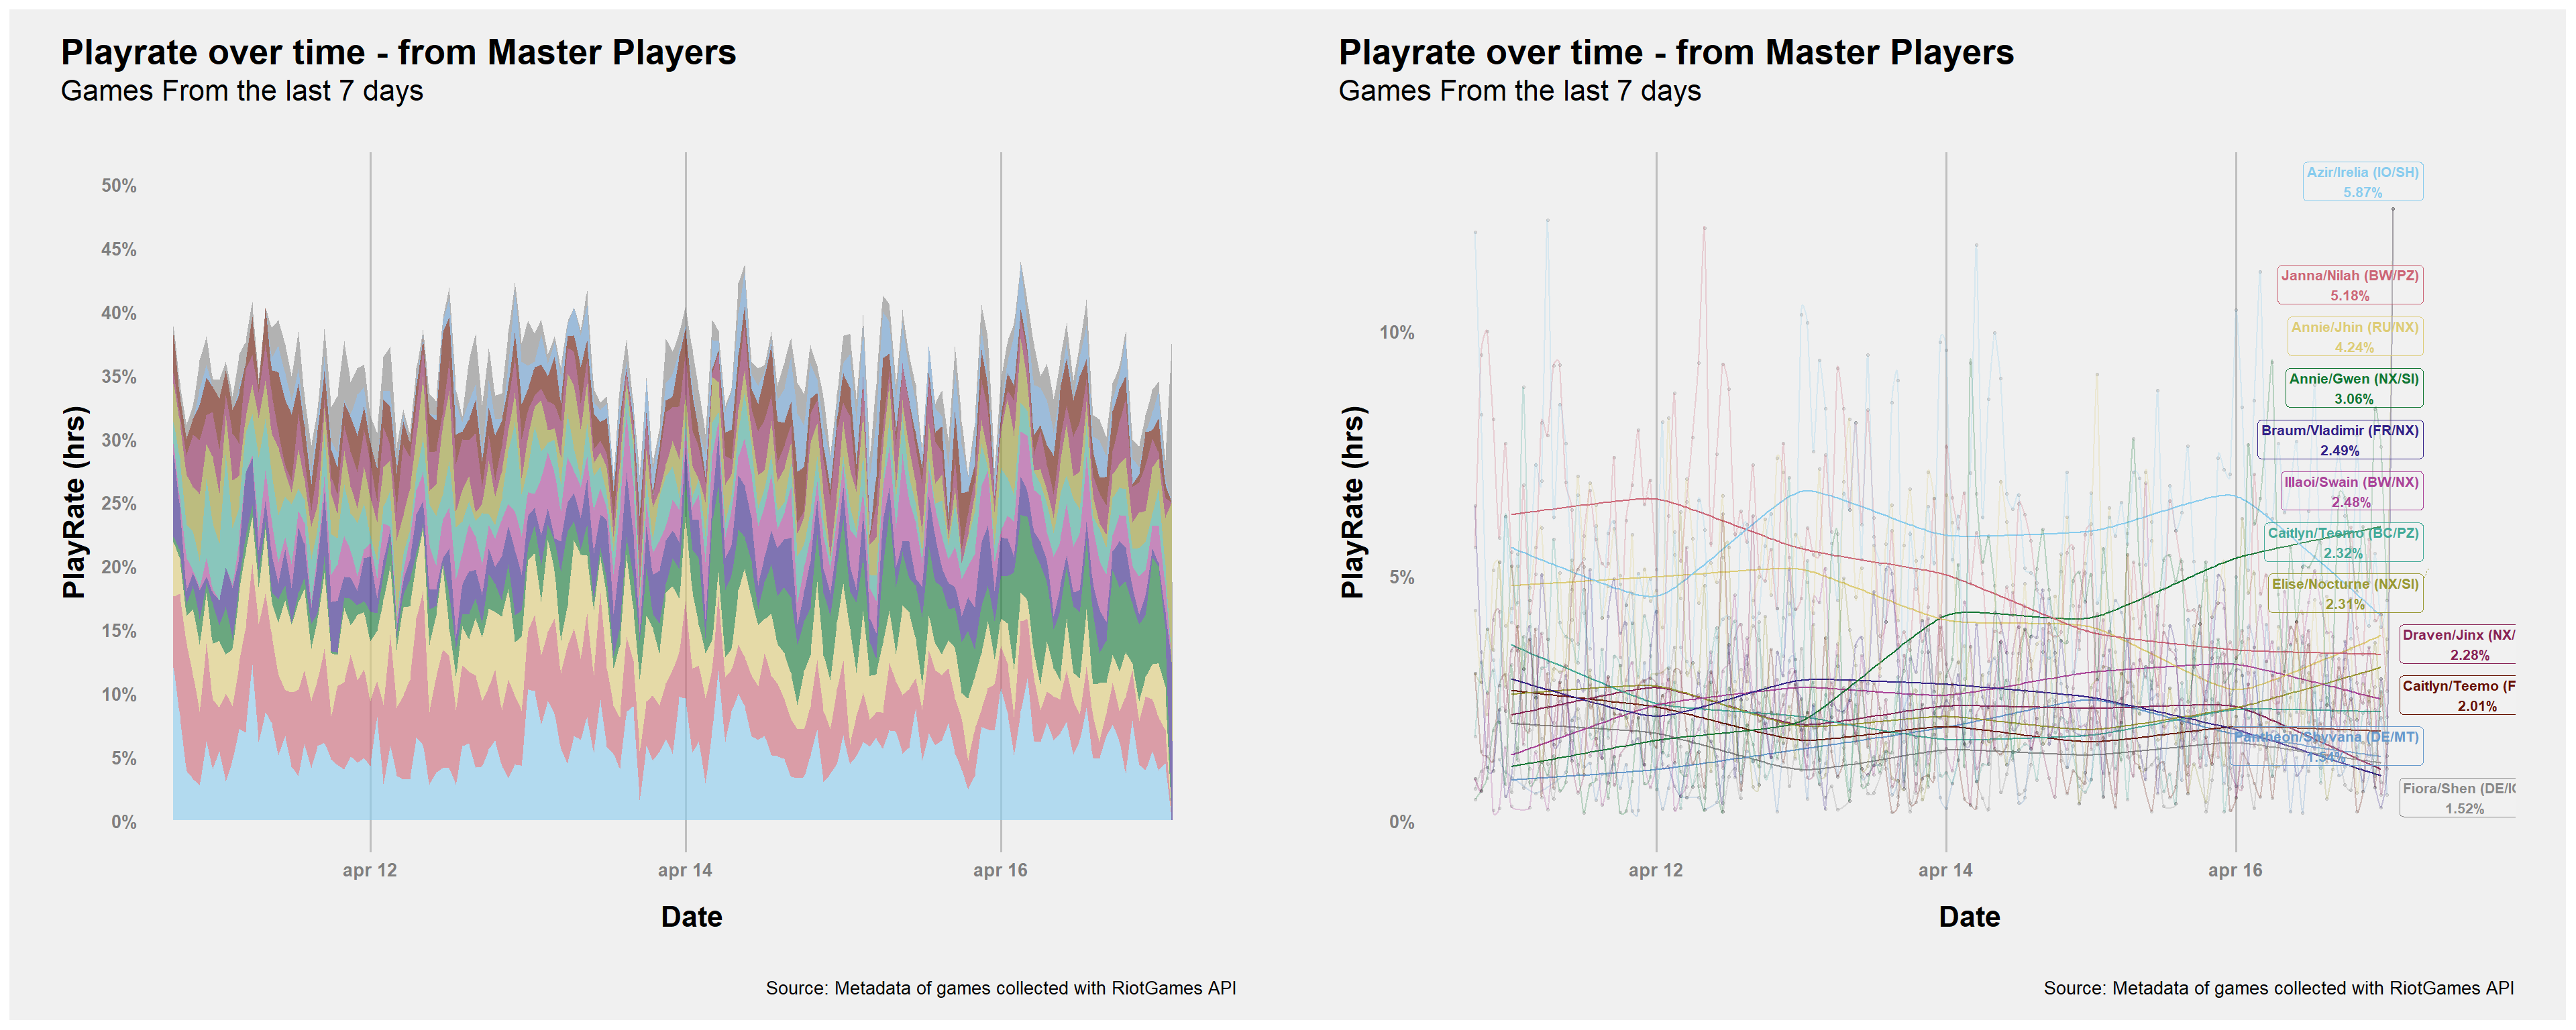 Playrate over time - from Master Players
Games From the last 7 days
PlayRate (hrs)
50%
45%
40%
35%
30%
25%
20%
15%
10%
5%
0%
apr 12
apr 14
apr 16
Date
Source: Metadata of games collected with RiotGames API
Playrate over time - from Master Players
Games From the last 7 days
PlayRate (hrs)
10%
5%
0%
apr 12
apr 14
apr 16
Date
Azir/Irelia (IO/SH)
5.87%
Janna/Nilah (BW/PZ)
5.18%
Annie/Jhin (RU/NX)
4.24%
Annie/Gwen (NX/SI)
3.06%
Braum/Vladimir (FR/NX)
2.49%
Illaoi/Swain (BW/NX)
2.48%
Caitlyn/Teemo (BC/PZ)
2.32%
Elise/Nocturne (NX/SI)
2.31%
Draven/Jinx (NX/
2.28%
Caitlyn/Teemo (F
2.01%
Pantheon/Shyvana (DE/MT)
1.54%
Fiora/Shen (DE/IO
1.52%
Source: Metadata of games collected with RiotGames API